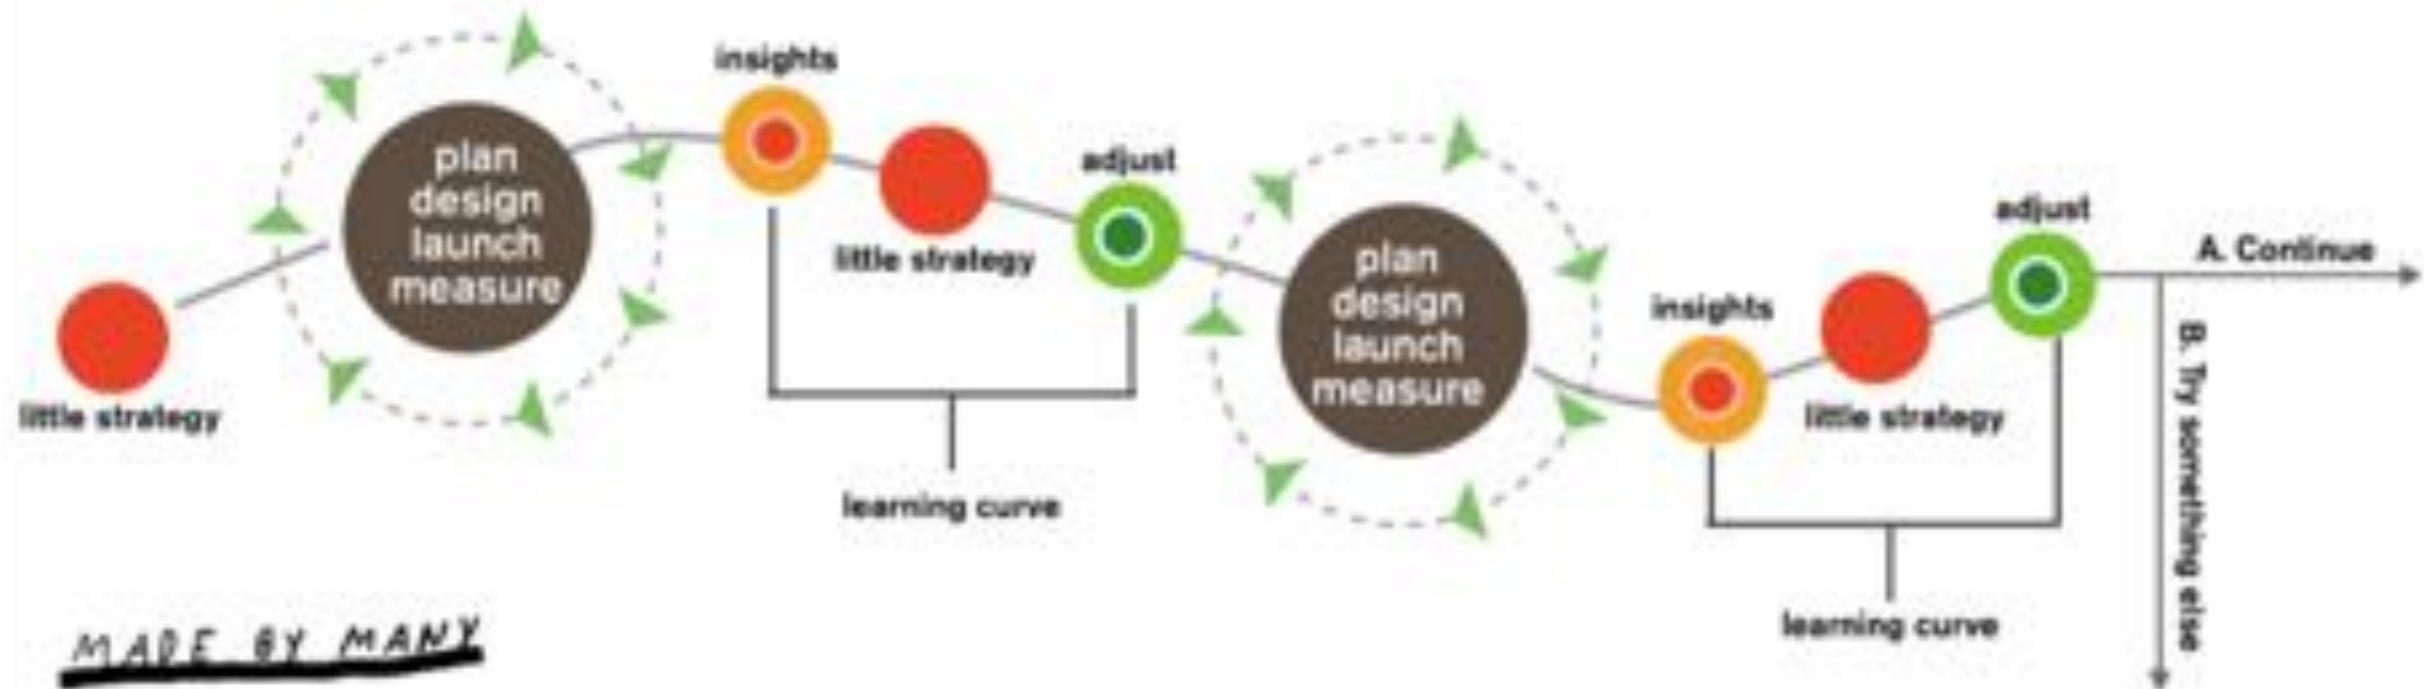 little strategy
plan
design
launch
measure
insights
little strategy
adjust
learning curve
plan
design
launch
measure
insights
little strategy
adjust
learning curve
A. Continue
B. Try something else
MADE BY MANY